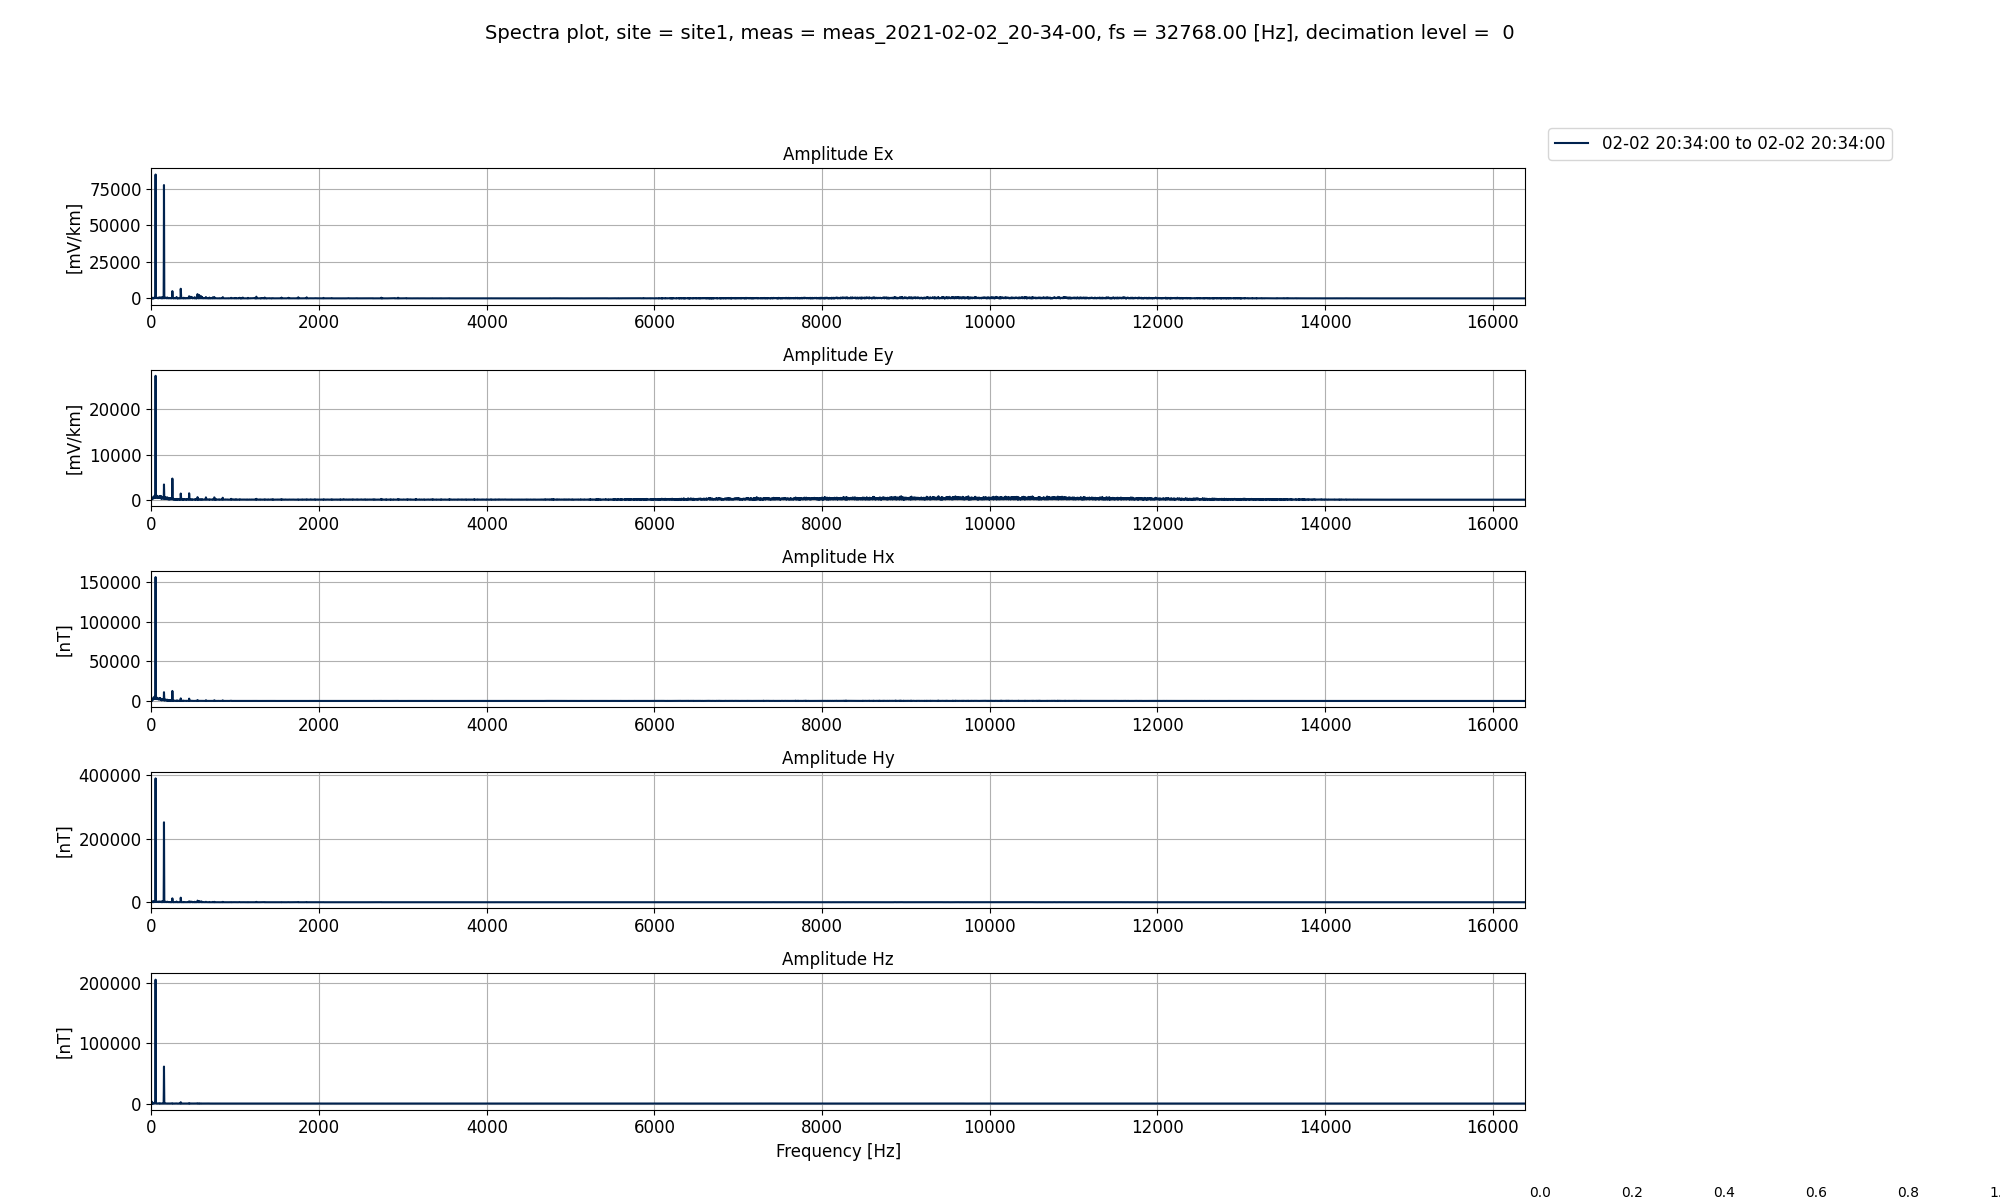 Spectra plot, site = site1, meas = meas_2021-02-02_20-34-00, fs = 32768.00 [Hz], decimation level =  0
02-02 20:34:00 to 02-02 20:34:00
Amplitude Ex
[mV/km]
75000
50000
25000
0
0 2000 4000 6000 8000 10000 12000 14000 16000
Amplitude Ey
[mV/km]
20000
10000
0
0 2000 4000 6000 8000 10000 12000 14000 16000
Amplitude Hx
[nT]
150000
100000
50000
0
0 2000 4000 6000 8000 10000 12000 14000 16000
Amplitude Hy
[nT]
400000
200000
0
0 2000 4000 6000 8000 10000 12000 14000 16000
Amplitude Hz
[nT]
200000
100000
0
0 2000 4000 6000 8000 10000 12000 14000 16000
Frequency [Hz]
0.0 0.2 0.4 0.6 0.8